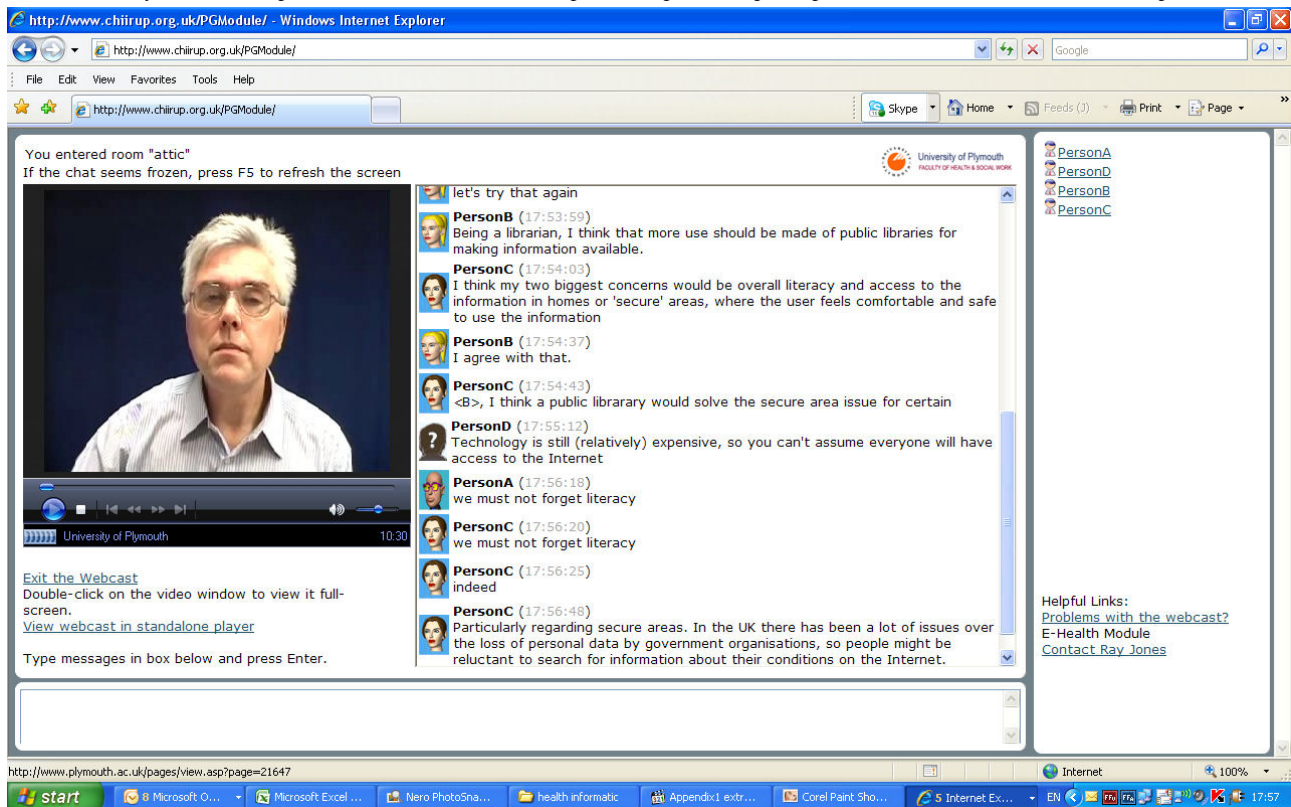 http://www.chiirup.org.uk/PGModule/ - Windows Internet Explorer
http://www.chiirup.org.uk/PGModule/
Google
File Edit View Favorites Tools Help
http://www.chiirup.org.uk/PGModule/
Skype Home Feeds (J) Print Page
You entered room "attic"
If the chat seems frozen, press F5 to refresh the screen
University of Plymouth
FACULTY OF HEALTH & SOCIAL WORK
let's try that again
PersonB (17:53:59)
Being a librarian, I think that more use should be made of public libraries for
making information available.
PersonC (17:54:03)
I think my two biggest concerns would be overall literacy and access to the
information in homes or 'secure' areas, where the user feels comfortable and safe
to use the information
PersonB (17:54:37)
I agree with that.
PersonC (17:54:43)
<B>, I think a public librarary would solve the secure area issue for certain
PersonD (17:55:12)
Technology is still (relatively) expensive, so you can't assume everyone will have
access to the Internet
PersonA (17:56:18)
we must not forget literacy
PersonC (17:56:20)
we must not forget literacy
PersonC (17:56:25)
indeed
PersonC (17:56:48)
Particularly regarding secure areas. In the UK there has been a lot of issues over
the loss of personal data by government organisations, so people might be
reluctant to search for information about their conditions on the Internet.
University of Plymouth 10:30
Exit the Webcast
Double-click on the video window to view it full-
screen.
View webcast in standalone player
Type messages in box below and press Enter.
PersonA
PersonD
PersonB
PersonC
Helpful Links:
Problems with the webcast?
E-Health Module
Contact Ray Jones
http://www.plymouth.ac.uk/pages/view.asp?page=21647
Internet 100%
start 8 Microsoft O... Microsoft Excel ... Nero PhotoSna... health informatic Appendix1 extr... Corel Paint Sho... 5 Internet Ex... EN 17:57